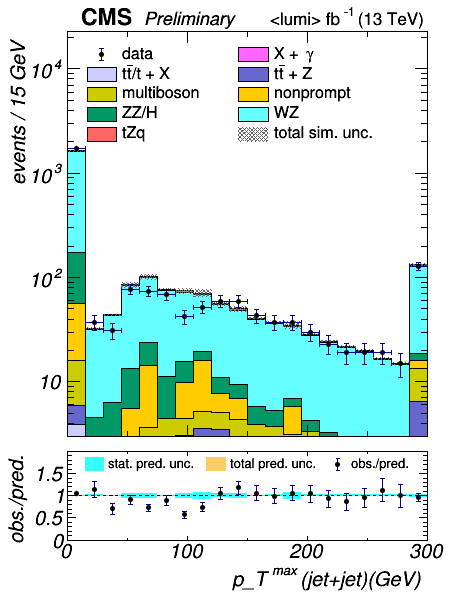 CMS Preliminary <lumi> fb⁻¹ (13 TeV)
events / 15 GeV
10⁴
10³
10²
10
data
X + γ
tt̄/t + X
tt̄ + Z
multiboson
nonprompt
ZZ/H
WZ
tZ̄q
total sim. unc.
obs./pred.
1.5
1
0.5
0
stat. pred. unc.
total pred. unc.
obs./pred.
0 100 200 300
p_T^max (jet+jet)(GeV)